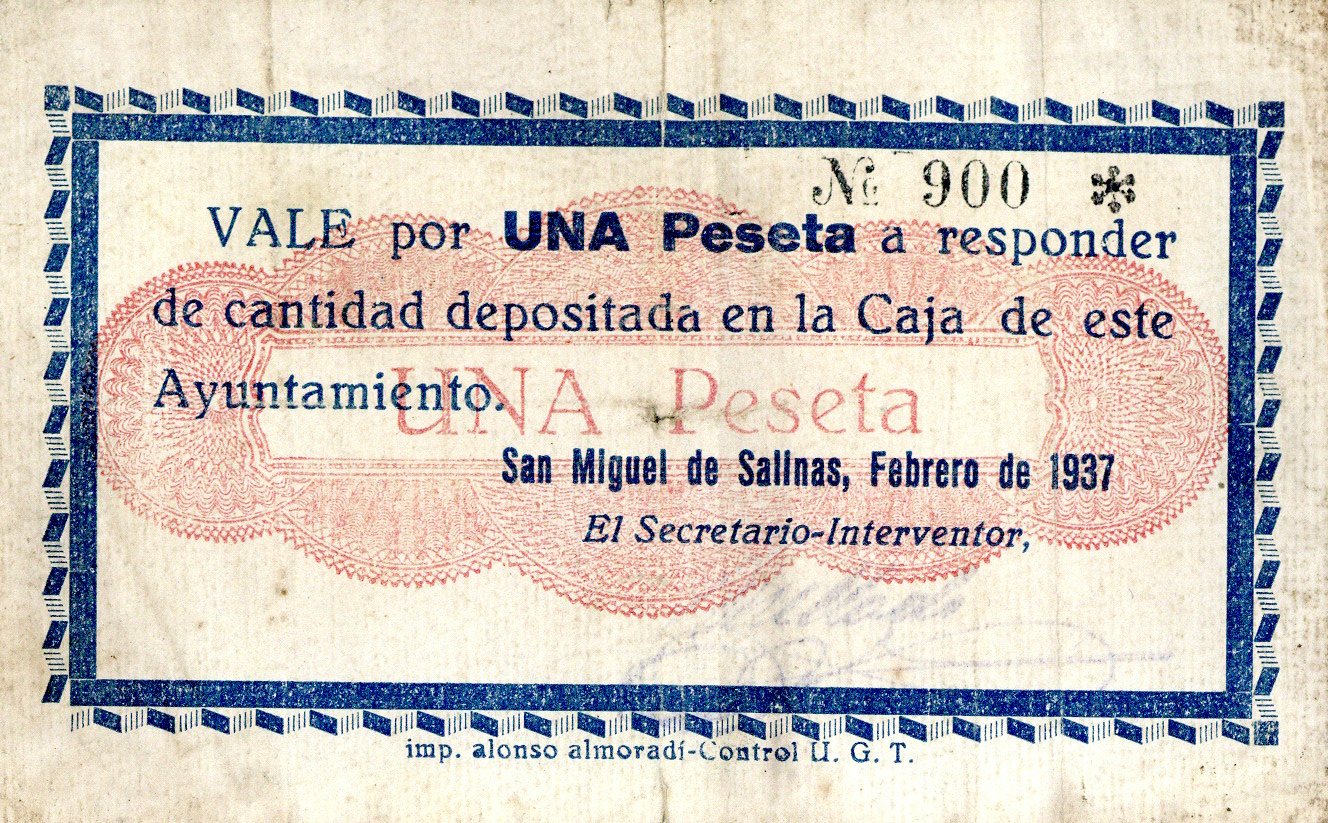 Nº 900
VALE por UNA Peseta a responder
de cantidad depositada en la Caja de este
Ayuntamiento.
UNA Peseta
San Miguel de Salinas, Febrero de 1937
El Secretario-Interventor,
imp. alonso almoradí-Control U. G. T.